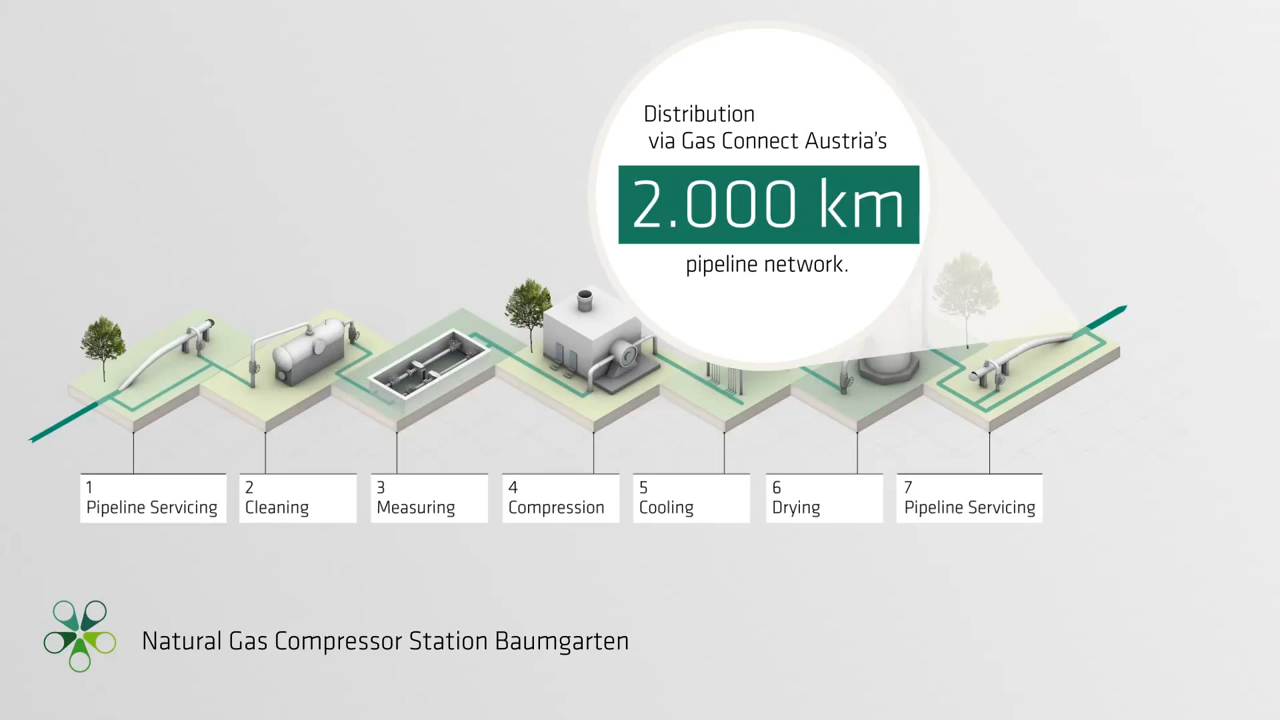 Distribution
via Gas Connect Austria's
2.000 km
pipeline network.
1
Pipeline Servicing
2
Cleaning
3
Measuring
4
Compression
5
Cooling
6
Drying
7
Pipeline Servicing
Natural Gas Compressor Station Baumgarten